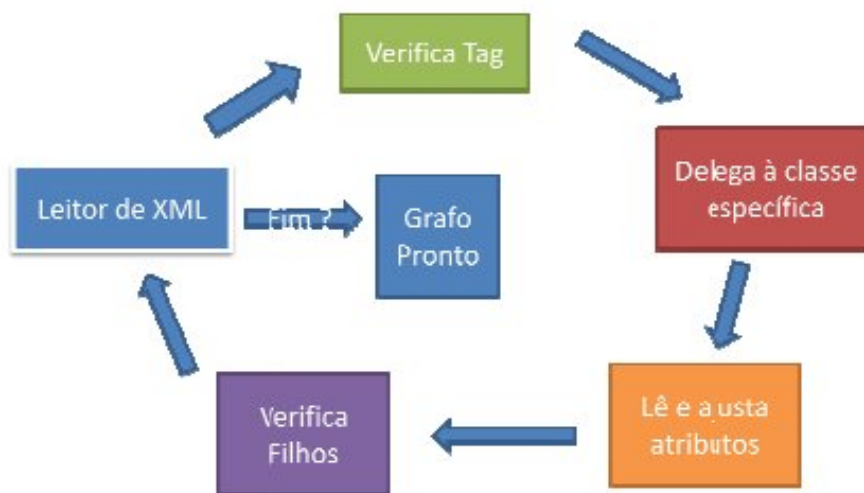 Verifica Tag
Delega à classe
específica
Leitor de XML
Fim ?
Grafo
Pronto
Lê e ajusta
atributos
Verifica
Filhos